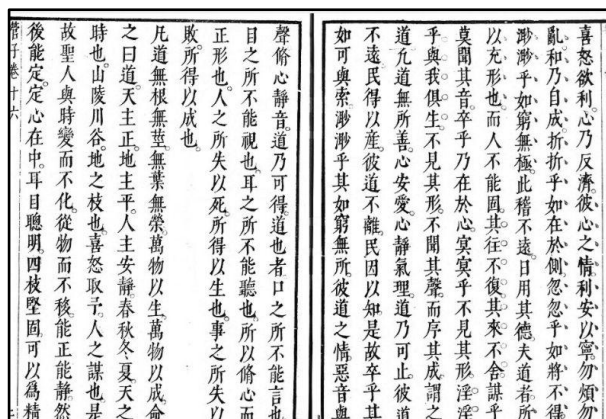 喜怒欲利心乃反濟彼心之情利安以寧勿煩勿
亂和乃自成折折乎如在於側忽忽乎如將不得
渺渺乎如窮無極此稽不遠日用其德夫道者所
以充形也而人不能固其往不復其來不舍謀乎
莫聞其音卒乎乃在於心冥冥乎不見其形淫淫
乎與我俱生不見其形不聞其聲而序其成謂之
道凡道無所善心安愛心靜氣理道乃可止彼道
不遠民得以產彼道不離民因以知是故卒乎其
如可與索渺渺乎其如窮無所彼道之情惡音與
聲脩心靜音道乃可得道也者口之所不能言也
目之所不能視也耳之所不能聽也所以脩心而
正形也人之所失以死所得以生也事之所失以
敗所得以成也
凡道無根無莖無葉無榮萬物以生萬物以成命
之曰道天主正地主平人主安靜春秋冬夏天之
時也山陵川谷地之枝也喜怒取予人之謀也是
故聖人與時變而不化從物而不移能正能靜然
後能定定心在中耳目聰明四枝堅固可以爲精
管子卷十六